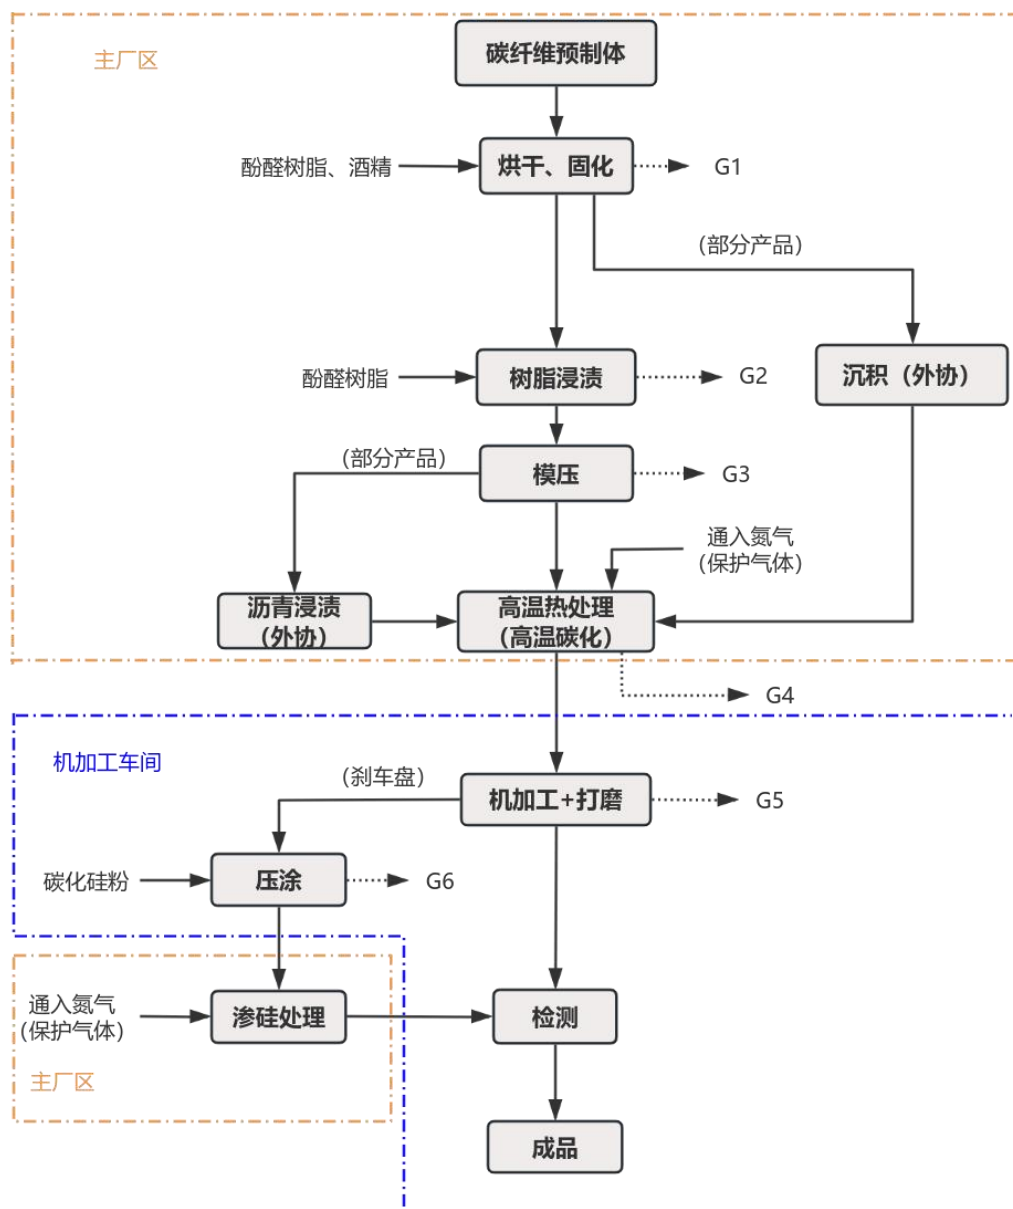 主厂区
碳纤维预制体
酚醛树脂、酒精
烘干、固化
G1
(部分产品)
酚醛树脂
树脂浸渍
G2
沉积（外协）
(部分产品)
模压
G3
通入氮气
(保护气体)
沥青浸渍
（外协）
高温热处理
（高温碳化）
G4
机加工车间
(刹车盘)
机加工+打磨
G5
碳化硅粉
压涂
G6
通入氮气
(保护气体)
渗硅处理
检测
主厂区
成品